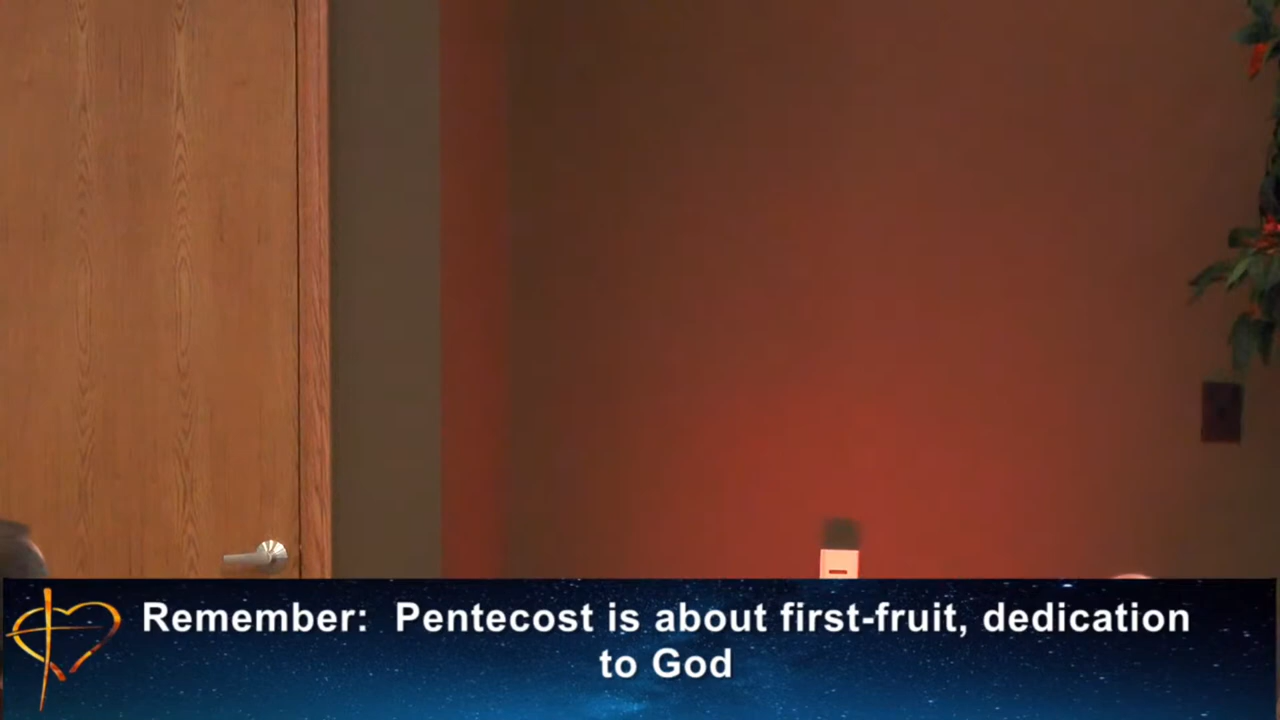 Remember:  Pentecost is about first-fruit, dedication
to God